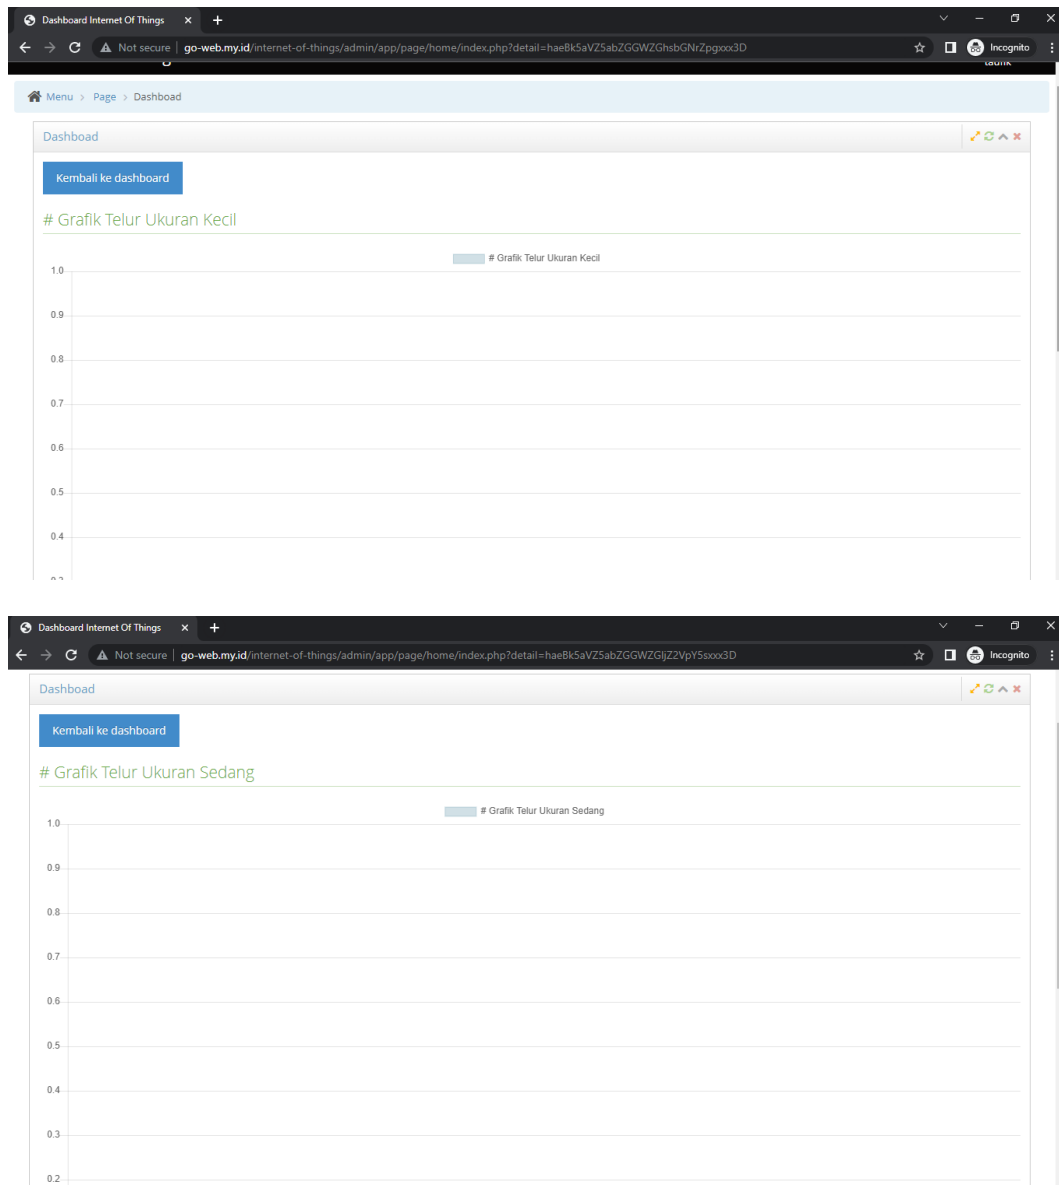 Dashboard Internet Of Things
Not secure | go-web.my.id/internet-of-things/admin/app/page/home/index.php?detail=haeBk5aVZ5abZGGWZGhsbGNrZpgxxx3D
Incognito
taufik
Menu > Page > Dashboad
Dashboad
Kembali ke dashboard
# Grafik Telur Ukuran Kecil
# Grafik Telur Ukuran Kecil
1.0
0.9
0.8
0.7
0.6
0.5
0.4
0.3
Dashboard Internet Of Things
Not secure | go-web.my.id/internet-of-things/admin/app/page/home/index.php?detail=haeBk5aVZ5abZGGWZGljZ2VpY5sxxx3D
Incognito
Dashboad
Kembali ke dashboard
# Grafik Telur Ukuran Sedang
# Grafik Telur Ukuran Sedang
1.0
0.9
0.8
0.7
0.6
0.5
0.4
0.3
0.2